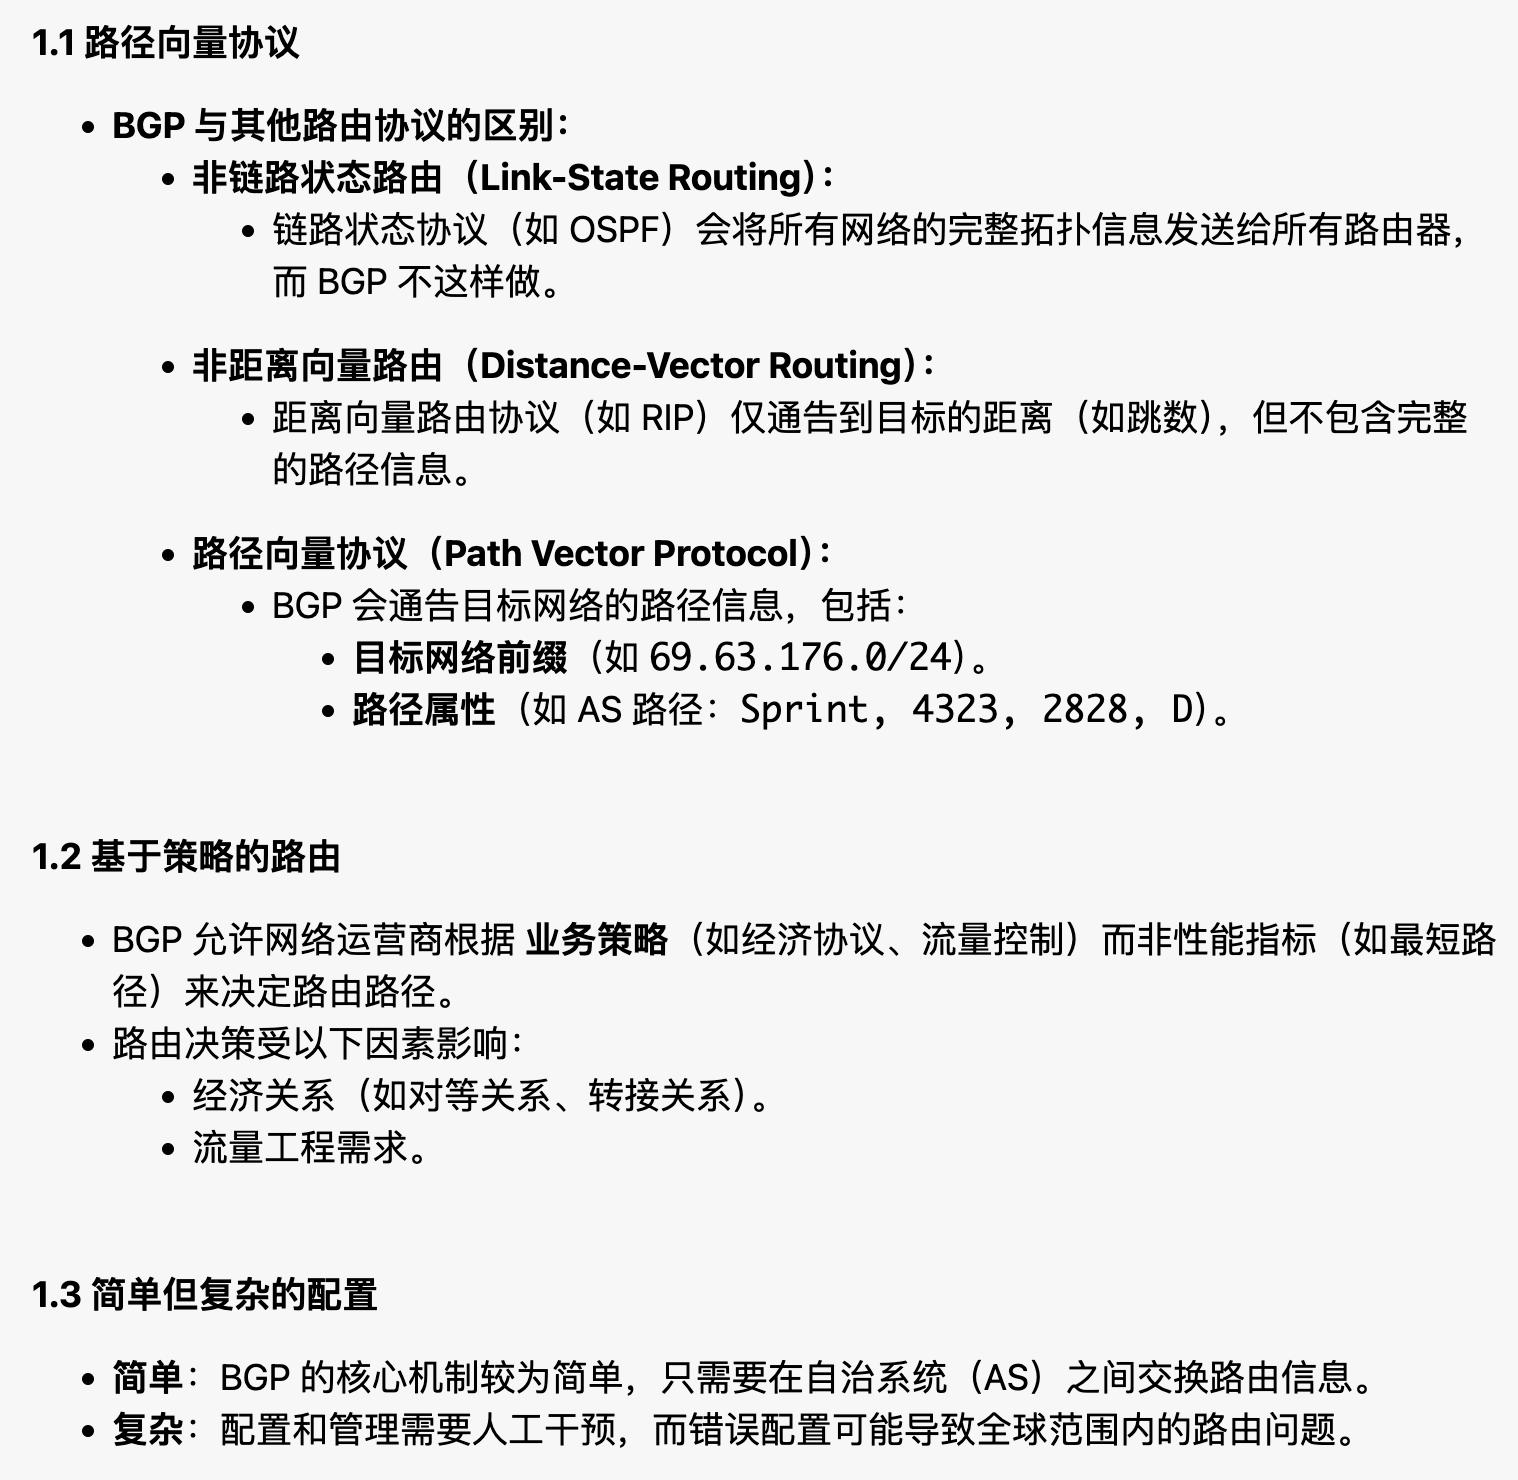 1.1 路径向量协议
BGP 与其他路由协议的区别：
非链路状态路由（Link-State Routing）：
链路状态协议（如 OSPF）会将所有网络的完整拓扑信息发送给所有路由器，
而 BGP 不这样做。
非距离向量路由（Distance-Vector Routing）：
距离向量路由协议（如 RIP）仅通告到目标的距离（如跳数），但不包含完整
的路径信息。
路径向量协议（Path Vector Protocol）：
BGP 会通告目标网络的路径信息，包括：
目标网络前缀（如 69.63.176.0/24）。
路径属性（如 AS 路径：Sprint, 4323, 2828, D）。
1.2 基于策略的路由
BGP 允许网络运营商根据 业务策略（如经济协议、流量控制）而非性能指标（如最短路
径）来决定路由路径。
路由决策受以下因素影响：
经济关系（如对等关系、转接关系）。
流量工程需求。
1.3 简单但复杂的配置
简单：BGP 的核心机制较为简单，只需要在自治系统（AS）之间交换路由信息。
复杂：配置和管理需要人工干预，而错误配置可能导致全球范围内的路由问题。